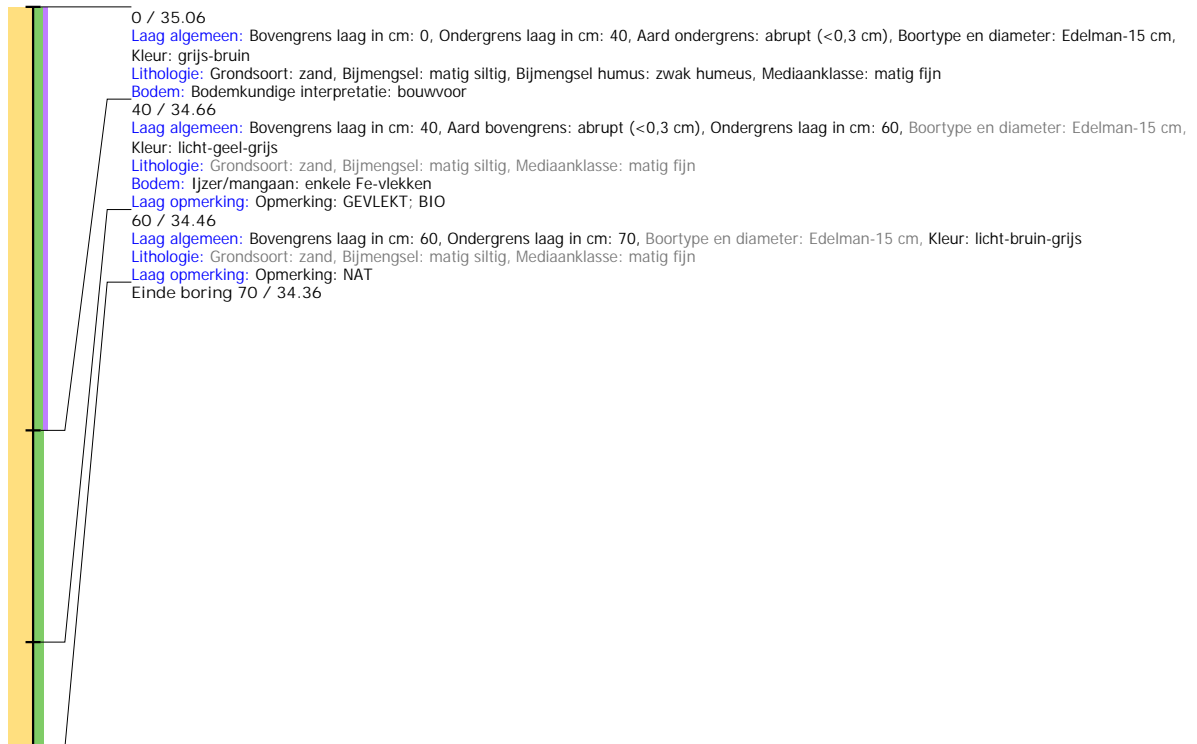 0 / 35.06
Laag algemeen: Bovengrens laag in cm: 0, Ondergrens laag in cm: 40, Aard ondergrens: abrupt (<0,3 cm), Boortype en diameter: Edelman-15 cm,
Kleur: grijs-bruin
Lithologie: Grondsoort: zand, Bijmengsel: matig siltig, Bijmengsel humus: zwak humeus, Mediaanklasse: matig fijn
Bodem: Bodemkundige interpretatie: bouwvoor
40 / 34.66
Laag algemeen: Bovengrens laag in cm: 40, Aard bovengrens: abrupt (<0,3 cm), Ondergrens laag in cm: 60, Boortype en diameter: Edelman-15 cm,
Kleur: licht-geel-grijs
Lithologie: Grondsoort: zand, Bijmengsel: matig siltig, Mediaanklasse: matig fijn
Bodem: Ijzer/mangaan: enkele Fe-vlekken
Laag opmerking: Opmerking: GEVLEKT; BIO
60 / 34.46
Laag algemeen: Bovengrens laag in cm: 60, Ondergrens laag in cm: 70, Boortype en diameter: Edelman-15 cm, Kleur: licht-bruin-grijs
Lithologie: Grondsoort: zand, Bijmengsel: matig siltig, Mediaanklasse: matig fijn
Laag opmerking: Opmerking: NAT
Einde boring 70 / 34.36